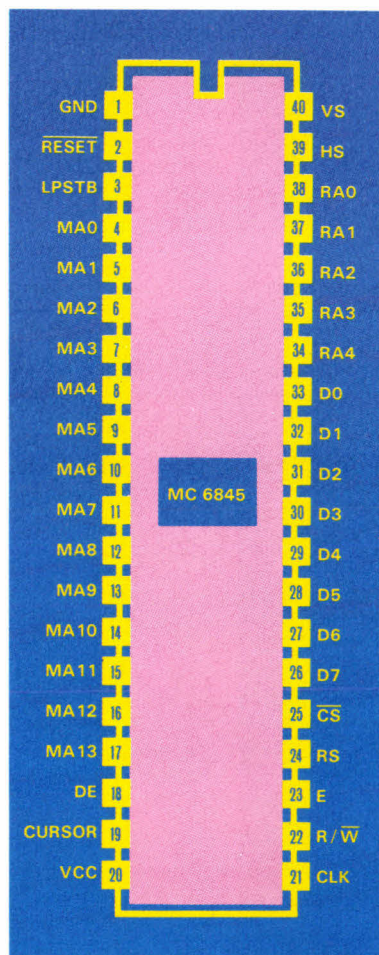 GND 1 40 VS
R̅E̅S̅E̅T̅ 2 39 HS
LPSTB 3 38 RA0
MA0 4 37 RA1
MA1 5 36 RA2
MA2 6 35 RA3
MA3 7 34 RA4
MA4 8 33 D0
MA5 9 32 D1
MA6 10 31 D2
MA7 11 30 D3
MC 6845
MA8 12 29 D4
MA9 13 28 D5
MA10 14 27 D6
MA11 15 26 D7
MA12 16 25 C̅S̅
MA13 17 24 RS
DE 18 23 E
CURSOR 19 22 R/W̅
VCC 20 21 CLK